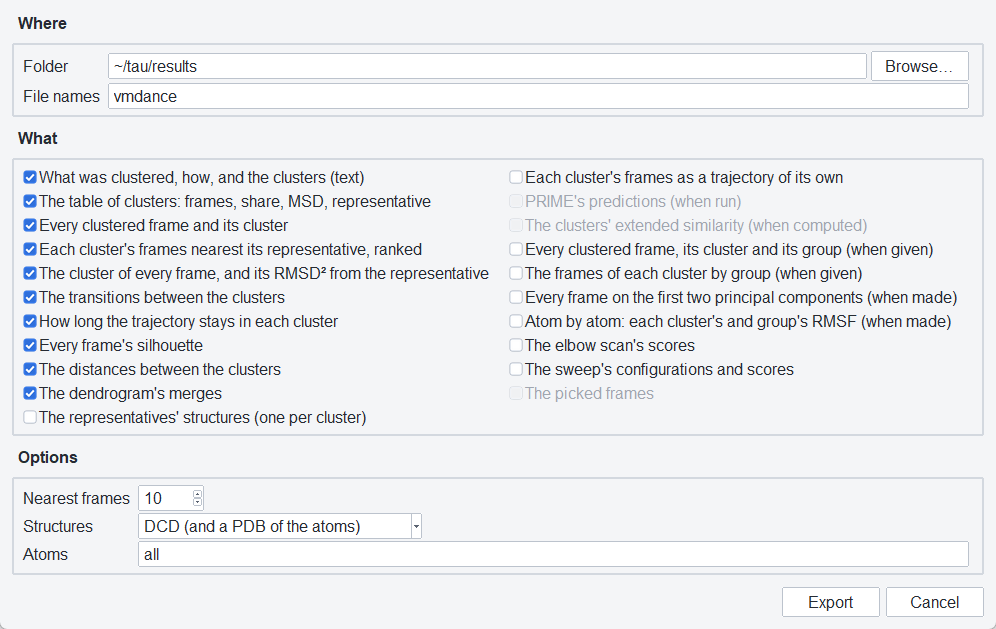 Where
Folder
~/tau/results
Browse...
File names
vmdance
What
What was clustered, how, and the clusters (text)
The table of clusters: frames, share, MSD, representative
Every clustered frame and its cluster
Each cluster's frames nearest its representative, ranked
The cluster of every frame, and its RMSD² from the representative
The transitions between the clusters
How long the trajectory stays in each cluster
Every frame's silhouette
The distances between the clusters
The dendrogram's merges
The representatives' structures (one per cluster)
Each cluster's frames as a trajectory of its own
PRIME's predictions (when run)
The clusters' extended similarity (when computed)
Every clustered frame, its cluster and its group (when given)
The frames of each cluster by group (when given)
Every frame on the first two principal components (when made)
Atom by atom: each cluster's and group's RMSF (when made)
The elbow scan's scores
The sweep's configurations and scores
The picked frames
Options
Nearest frames
10
Structures
DCD (and a PDB of the atoms)
Atoms
all
Export
Cancel